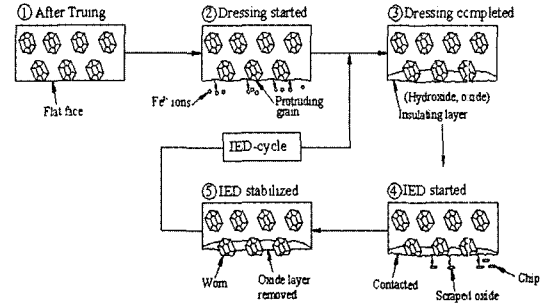 ① After Truing
② Dressing started
③ Dressing completed
Flat face
Fe²⁺ ions
Protruding
grain
(Hydroxide, oxide)
Insulating layer
IED-cycle
⑤ IED stabilized
④ IED started
Worn
Oxide layer
removed
Contacted
Scraped oxide
Chip